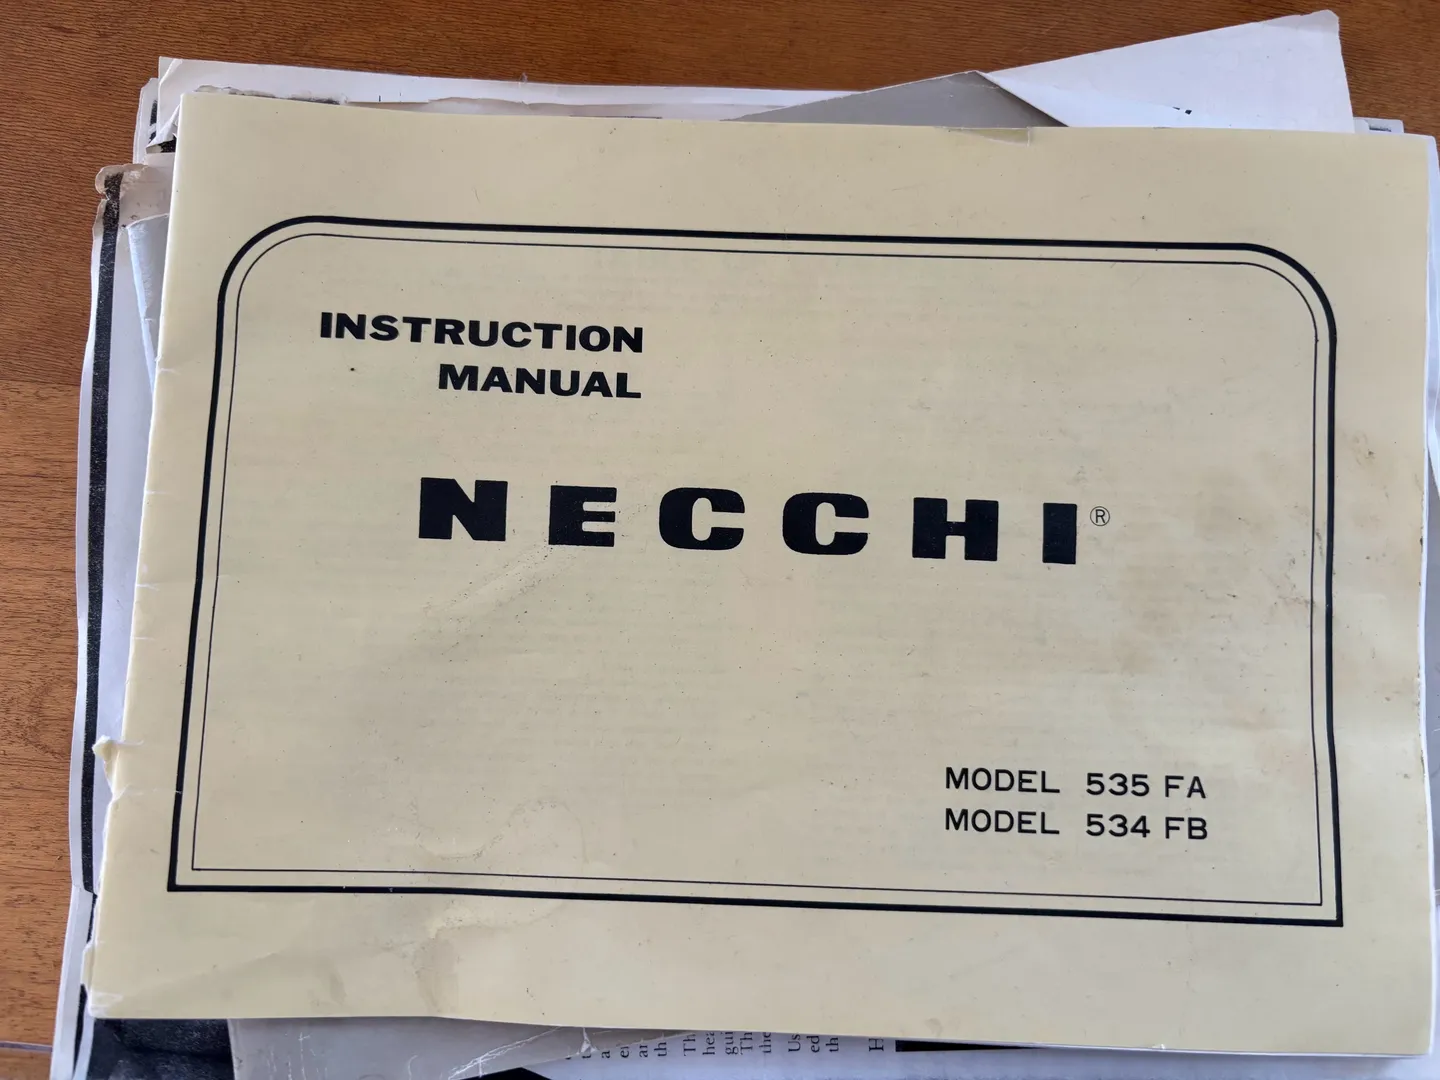 INSTRUCTION
MANUAL
NECCHI®
MODEL 535 FA
MODEL 534 FB